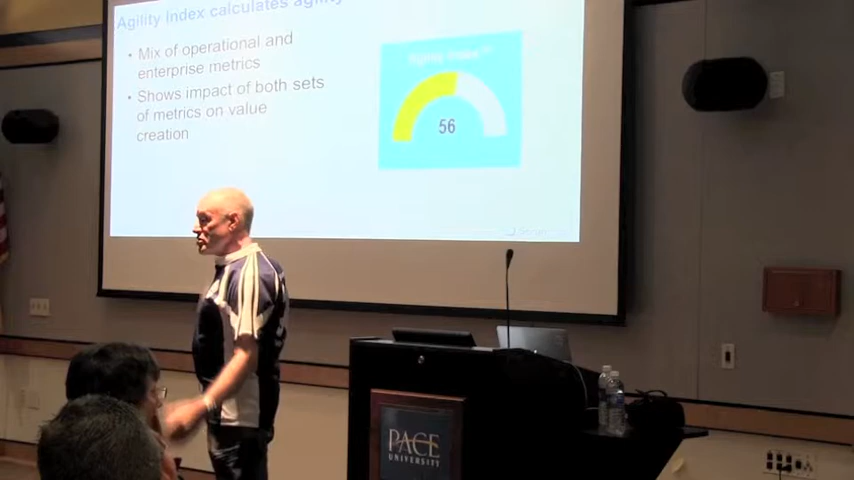 Agility Index calculates agility
• Mix of operational and
enterprise metrics
• Shows impact of both sets
of metrics on value
creation
Agility Index
56
PACE
UNIVERSITY